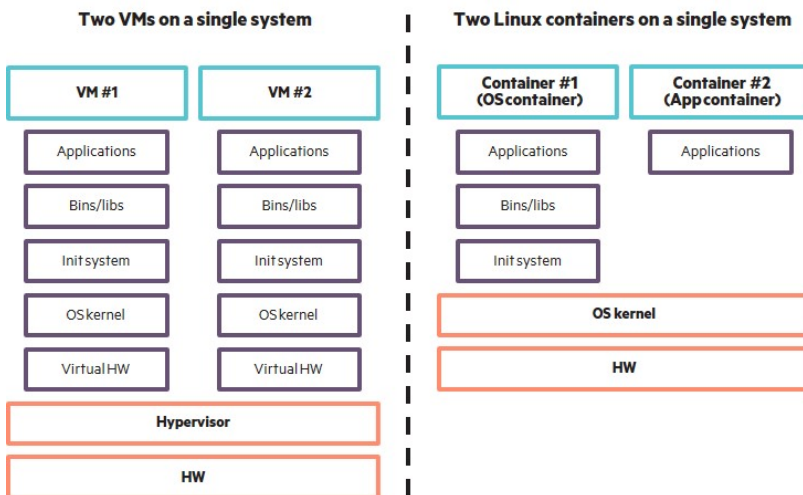 Two VMs on a single system
VM #1
VM #2
Applications
Applications
Bins/libs
Bins/libs
Init system
Init system
OS kernel
OS kernel
Virtual HW
Virtual HW
Hypervisor
HW
Two Linux containers on a single system
Container #1
(OS container)
Container #2
(App container)
Applications
Applications
Bins/libs
Init system
OS kernel
HW